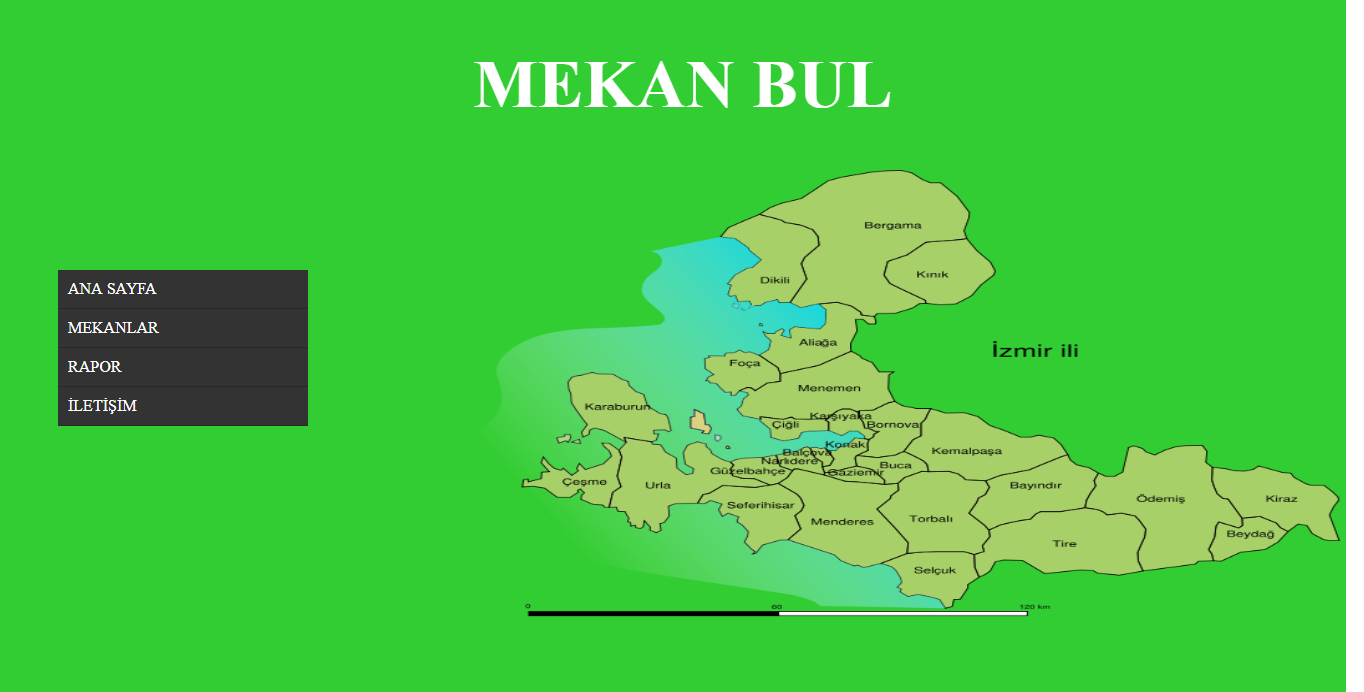 MEKAN BUL
ANA SAYFA
MEKANLAR
RAPOR
İLETİŞİM
Bergama
Dikili
Kınık
Aliağa
İzmir ili
Foça
Menemen
Karaburun
Karşıyaka
Çiğli
Bornova
Konak
Balçova
Kemalpaşa
Narlıdere
Güzelbahçe
Gaziemir
Buca
Çeşme
Urla
Bayındır
Ödemiş
Kiraz
Seferihisar
Menderes
Torbalı
Beydağ
Tire
Selçuk
0 60 120 km